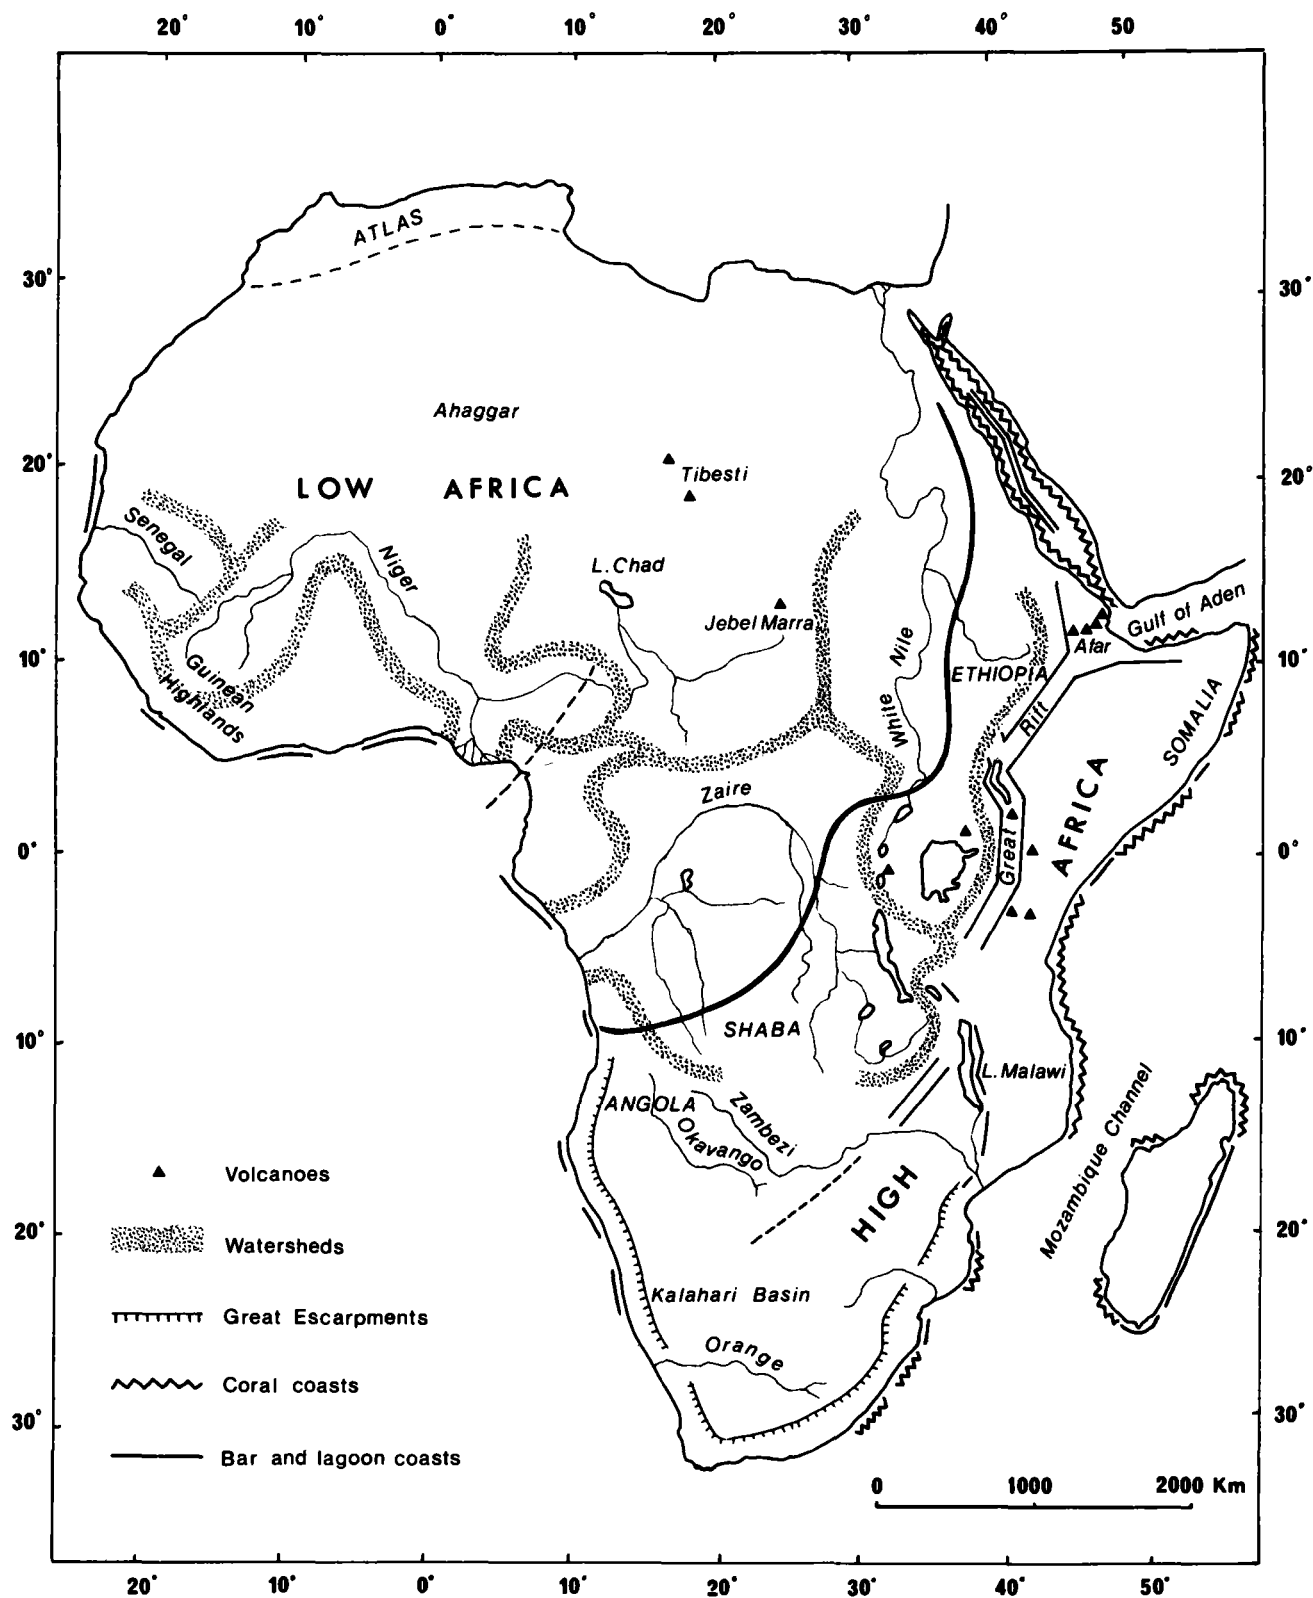 20° 10° 0° 10° 20° 30° 40° 50
ATLAS
30° 30°
Ahaggar
20° 20°
Tibesti
LOW AFRICA
Senegal
Niger
L. Chad
Jebel Marra
Gulf of Aden
Afar
10° 10°
Guinean
Highlands
White Nile
ETHIOPIA
Rift
SOMALIA
Zaire
AFRICA
0° 0°
Great
SHABA
10° 10°
L. Malawi
ANGOLA
Zambezi
Okavango
Mozambique Channel
Volcanoes
HIGH
20° 20°
Watersheds
Kalahari Basin
Great Escarpments
Orange
Coral coasts
30° 30°
Bar and lagoon coasts
0 1000 2000 Km
20° 10° 0° 10° 20° 30° 40° 50°